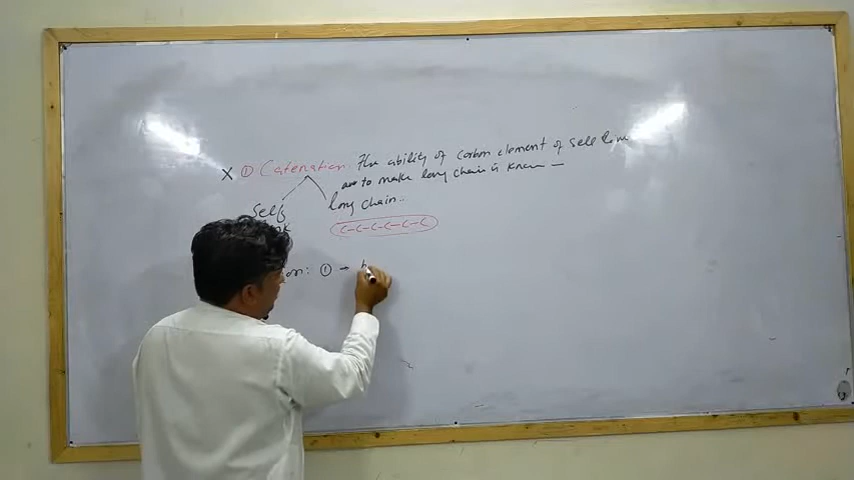 X ① Catenation. The ability of carbon element of self link
to make long chain is known —
Self
long chain..
C-C-C-C-C-C
ion: ① → h